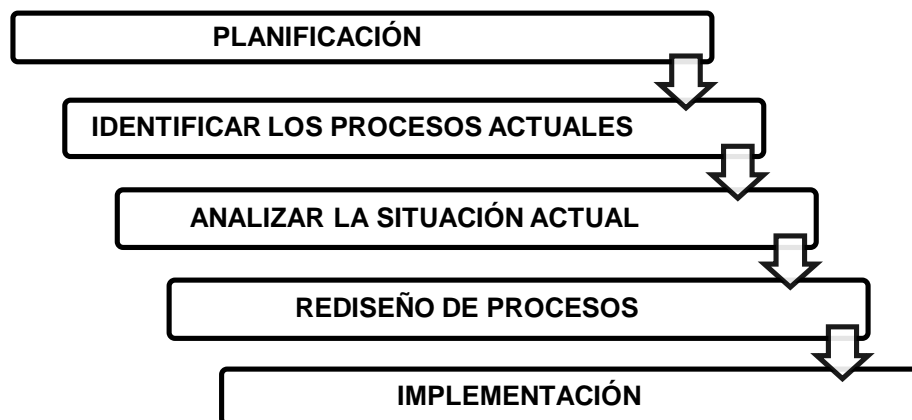 PLANIFICACIÓN
IDENTIFICAR LOS PROCESOS ACTUALES
ANALIZAR LA SITUACIÓN ACTUAL
REDISEÑO DE PROCESOS
IMPLEMENTACIÓN